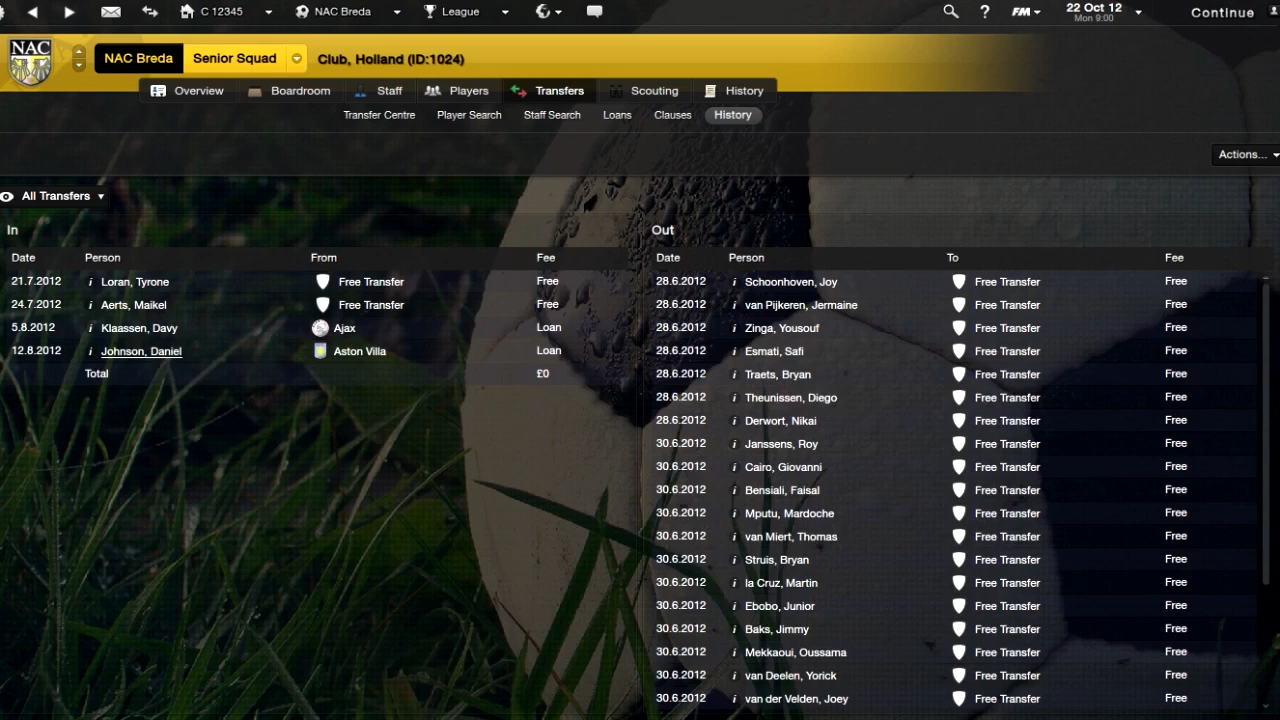 C 12345 NAC Breda League ? FM 22 Oct 12 Continue
Mon 9:00
NAC NAC Breda Senior Squad Club, Holland (ID:1024)
Overview Boardroom Staff Players Transfers Scouting History
Transfer Centre Player Search Staff Search Loans Clauses History
Actions...
All Transfers
In
Date Person From Fee
21.7.2012 i Loran, Tyrone Free Transfer Free
24.7.2012 i Aerts, Maikel Free Transfer Free
5.8.2012 i Klaassen, Davy Ajax Loan
12.8.2012 i Johnson, Daniel Aston Villa Loan
Total £0
Out
Date Person To Fee
28.6.2012 i Schoonhoven, Joy Free Transfer Free
28.6.2012 i van Pijkeren, Jermaine Free Transfer Free
28.6.2012 i Zinga, Yousouf Free Transfer Free
28.6.2012 i Esmati, Safi Free Transfer Free
28.6.2012 i Traets, Bryan Free Transfer Free
28.6.2012 i Theunissen, Diego Free Transfer Free
28.6.2012 i Derwort, Nikai Free Transfer Free
30.6.2012 i Janssens, Roy Free Transfer Free
30.6.2012 i Cairo, Giovanni Free Transfer Free
30.6.2012 i Bensiali, Faisal Free Transfer Free
30.6.2012 i Mputu, Mardoche Free Transfer Free
30.6.2012 i van Miert, Thomas Free Transfer Free
30.6.2012 i Struis, Bryan Free Transfer Free
30.6.2012 i la Cruz, Martin Free Transfer Free
30.6.2012 i Ebobo, Junior Free Transfer Free
30.6.2012 i Baks, Jimmy Free Transfer Free
30.6.2012 i Mekkaoui, Oussama Free Transfer Free
30.6.2012 i van Deelen, Yorick Free Transfer Free
30.6.2012 i van der Velden, Joey Free Transfer Free